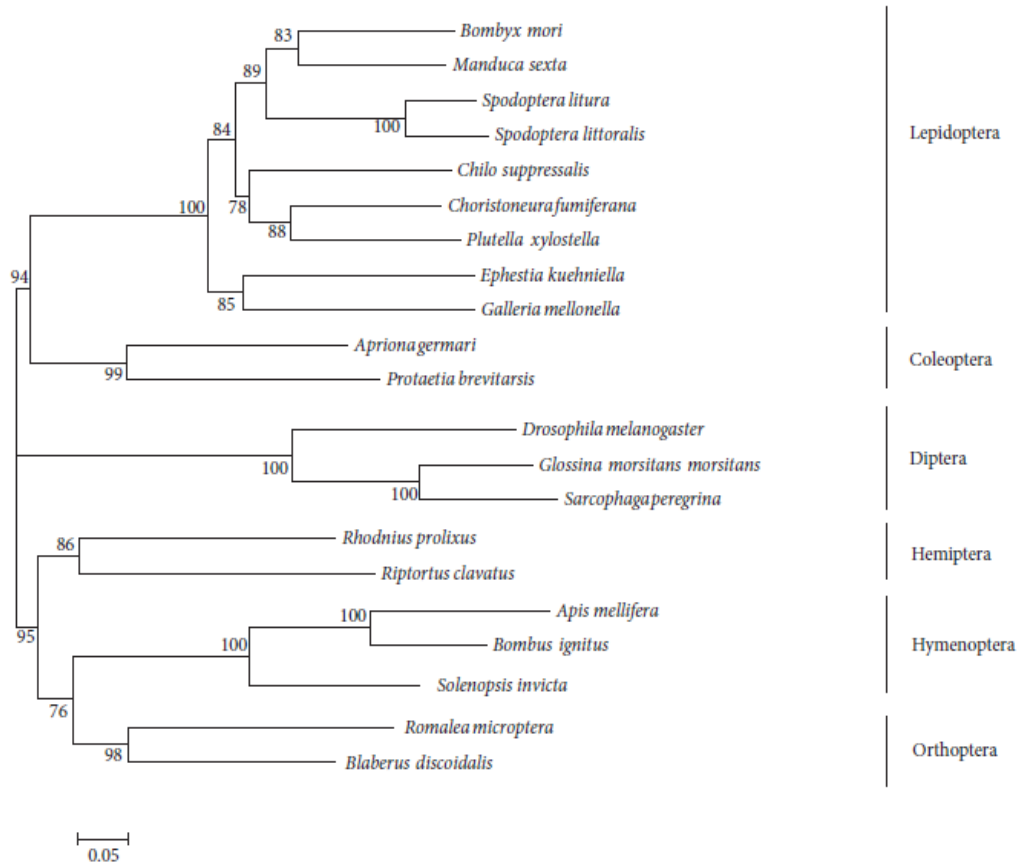 83
Bombyx mori
Manduca sexta
89
Spodoptera litura
100
Spodoptera littoralis
84
Lepidoptera
Chilo suppressalis
100
78
Choristoneura fumiferana
88
Plutella xylostella
94
Ephestia kuehniella
85
Galleria mellonella
Apriona germari
Coleoptera
99
Protaetia brevitarsis
Drosophila melanogaster
Diptera
100
Glossina morsitans morsitans
100
Sarcophaga peregrina
86
Rhodnius prolixus
Hemiptera
Riptortus clavatus
100
Apis mellifera
95
100
Bombus ignitus
Hymenoptera
Solenopsis invicta
76
Romalea microptera
Orthoptera
98
Blaberus discoidalis
0.05